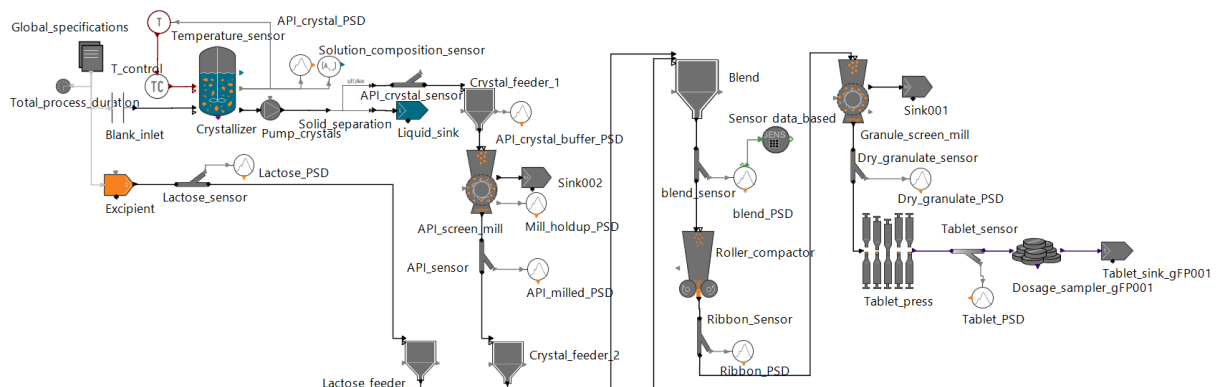 Global_specifications
T
API_crystal_PSD
Temperature_sensor
Solution_composition_sensor
T_control
TC
Total_process_duration
Blank_inlet
Crystallizer
Pump_crystals
Solid_separation
API_crystal_sensor
Liquid_sink
Crystal_feeder_1
API_crystal_buffer_PSD
Lactose_PSD
Lactose_sensor
Excipient
Sink002
API_screen_mill
Mill_holdup_PSD
API_sensor
API_milled_PSD
Lactose_feeder
Crystal_feeder_2
Blend
Sensor_data_based
SENS
blend_sensor
blend_PSD
Roller_compactor
Ribbon_Sensor
Ribbon_PSD
Sink001
Granule_screen_mill
Dry_granulate_sensor
Dry_granulate_PSD
Tablet_sensor
Tablet_press
Tablet_PSD
Dosage_sampler_gFP001
Tablet_sink_gFP001